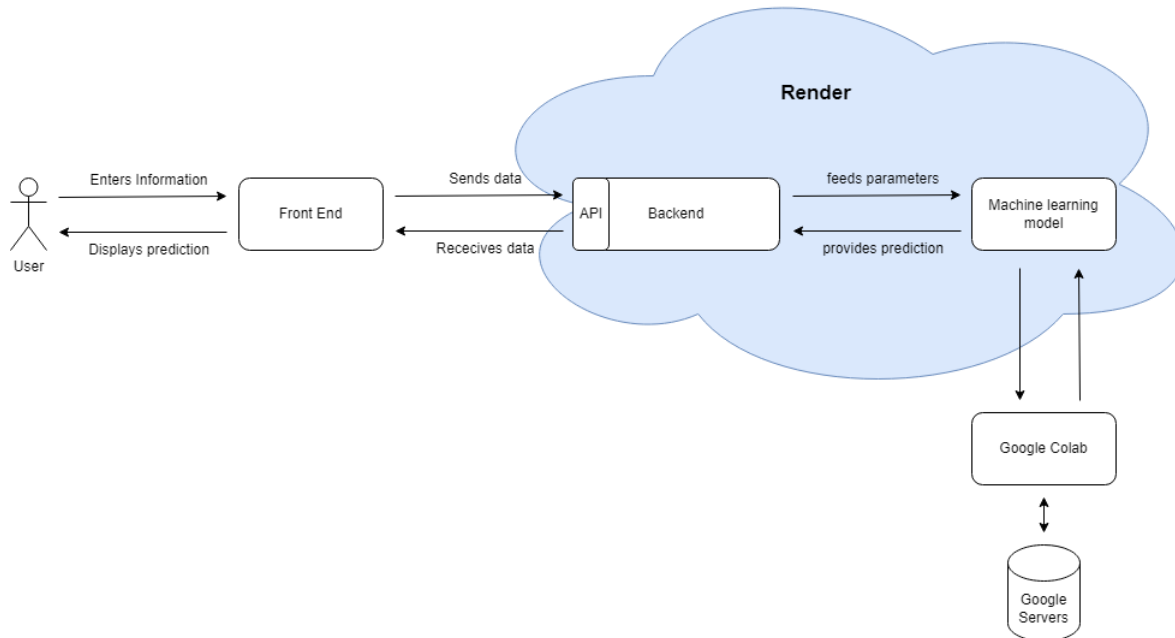 Render
Enters Information
Sends data
feeds parameters
Front End
API
Backend
Machine learning
model
Displays prediction
Rececives data
provides prediction
User
Google Colab
Google
Servers